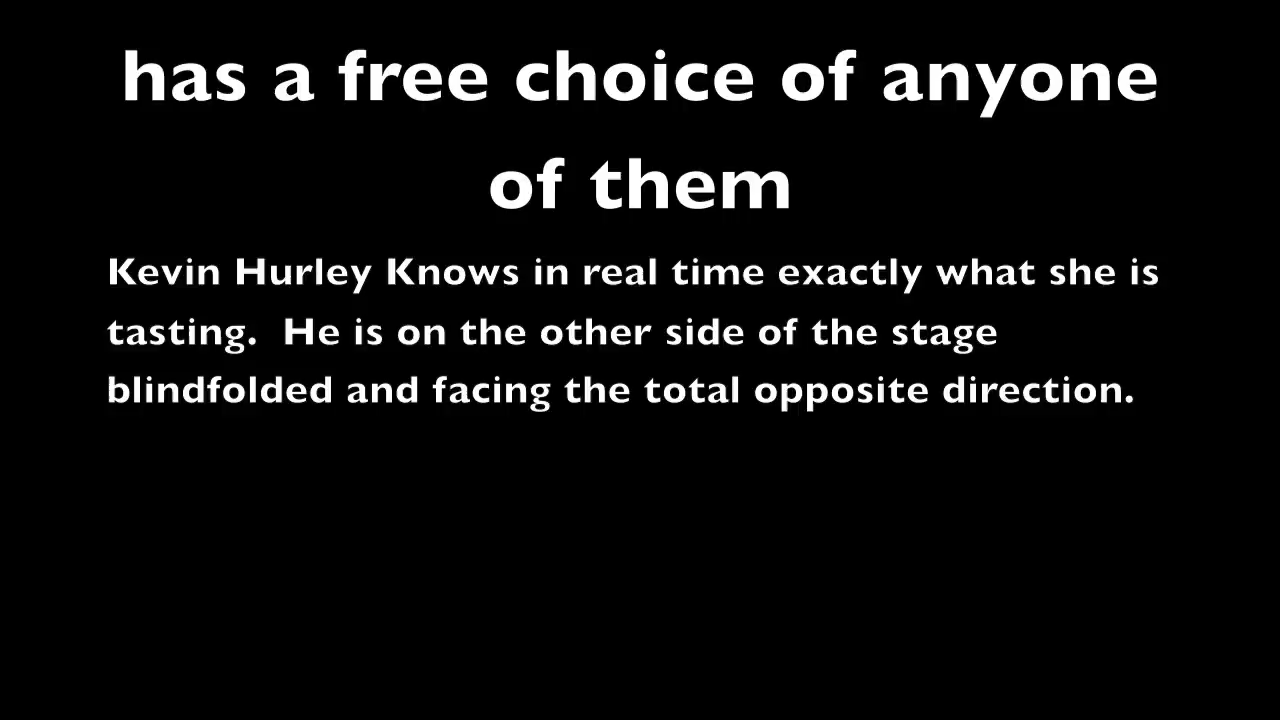 has a free choice of anyone
of them
Kevin Hurley Knows in real time exactly what she is
tasting.  He is on the other side of the stage
blindfolded and facing the total opposite direction.